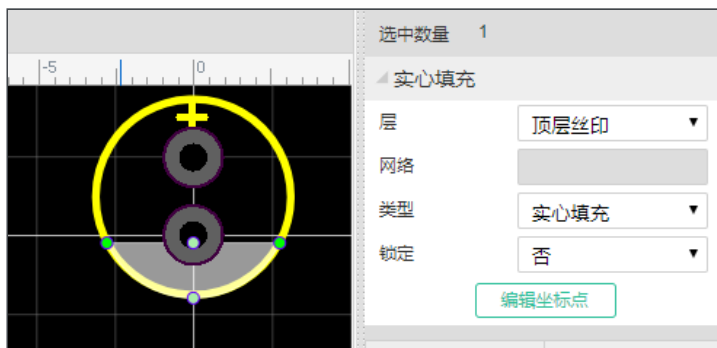 选中数量 1
-5 0
实心填充
层 顶层丝印
网络
类型 实心填充
锁定 否
编辑坐标点
+